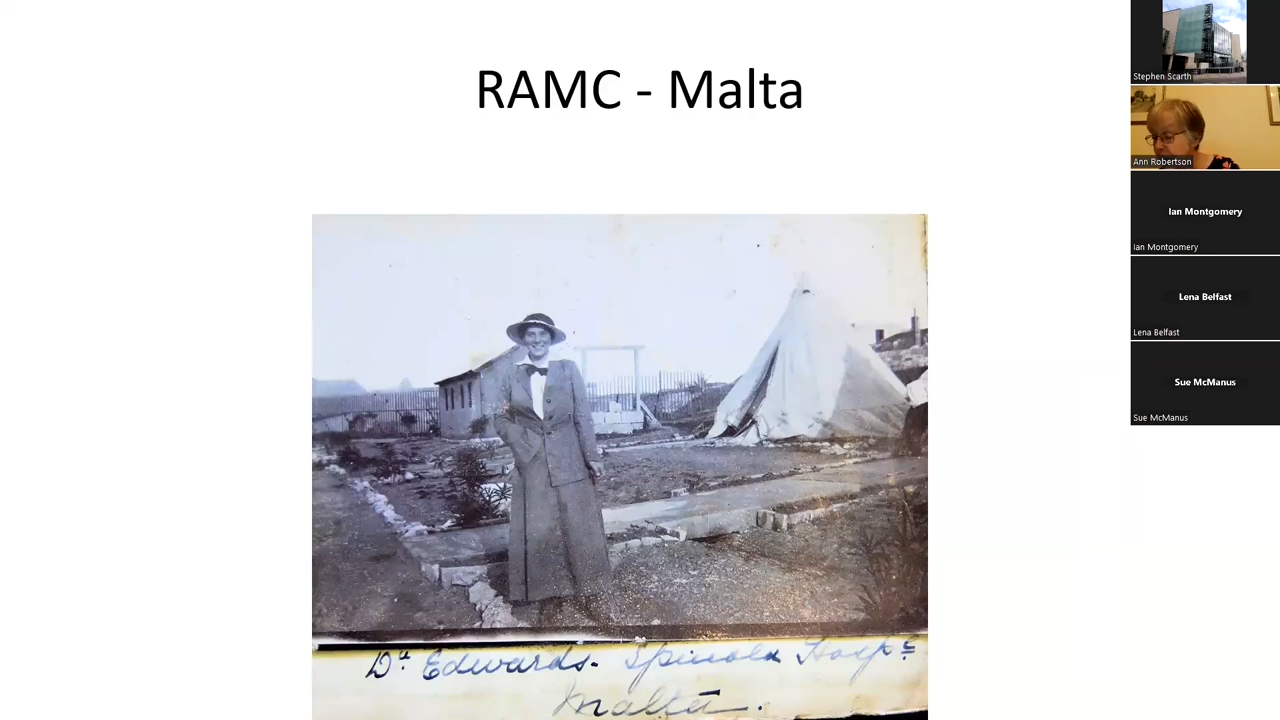 RAMC - Malta
Dr. Edwards. Spinola Hospl.
Malta.
Stephen Scarth
Ann Robertson
Ian Montgomery
Ian Montgomery
Lena Belfast
Lena Belfast
Sue McManus
Sue McManus